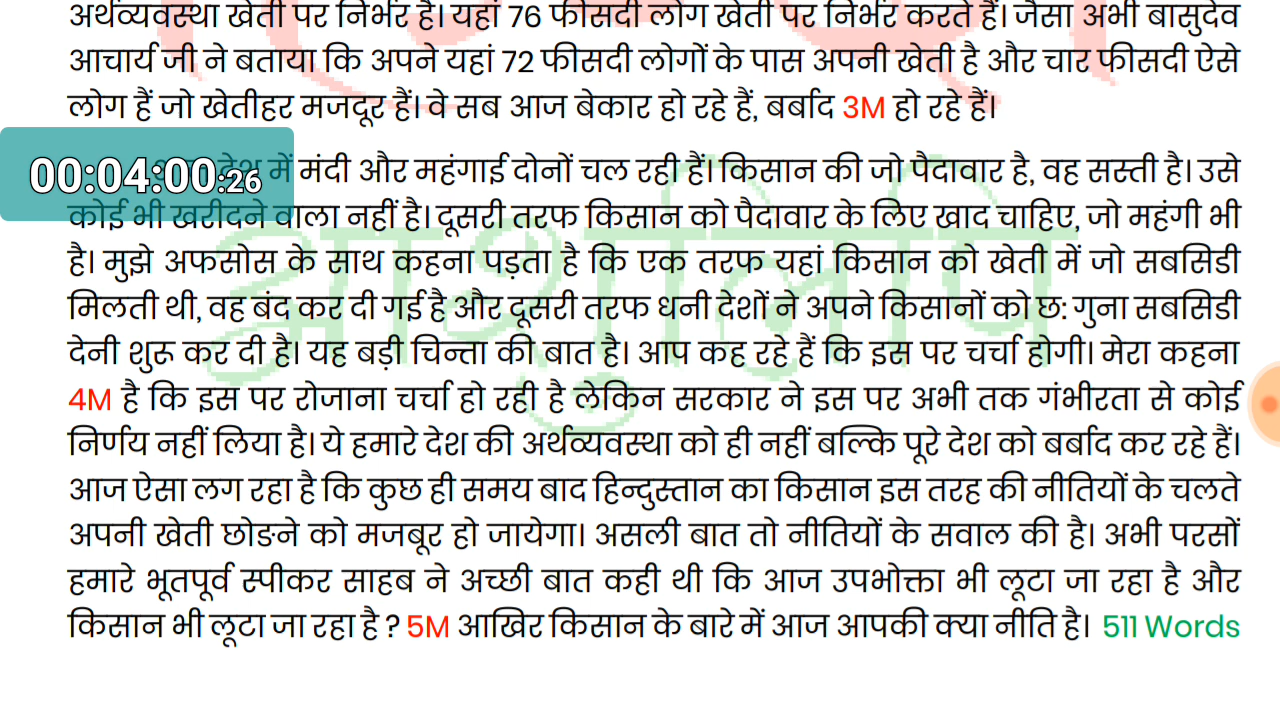 अर्थव्यवस्था खेती पर निर्भर है। यहां 76 फीसदी लोग खेती पर निर्भर करते हैं। जैसा अभी बासुदेव
आचार्य जी ने बताया कि अपने यहां 72 फीसदी लोगों के पास अपनी खेती है और चार फीसदी ऐसे
लोग हैं जो खेतीहर मजदूर हैं। वे सब आज बेकार हो रहे हैं, बर्बाद 3M हो रहे हैं।
00:04:00:26
देश में मंदी और महंगाई दोनों चल रही हैं। किसान की जो पैदावार है, वह सस्ती है। उसे
कोई भी खरीदने वाला नहीं है। दूसरी तरफ किसान को पैदावार के लिए खाद चाहिए, जो महंगी भी
है। मुझे अफसोस के साथ कहना पड़ता है कि एक तरफ यहां किसान को खेती में जो सबसिडी
मिलती थी, वह बंद कर दी गई है और दूसरी तरफ धनी देशों ने अपने किसानों को छः गुना सबसिडी
देनी शुरू कर दी है। यह बड़ी चिन्ता की बात है। आप कह रहे हैं कि इस पर चर्चा होगी। मेरा कहना
4M है कि इस पर रोजाना चर्चा हो रही है लेकिन सरकार ने इस पर अभी तक गंभीरता से कोई
निर्णय नहीं लिया है। ये हमारे देश की अर्थव्यवस्था को ही नहीं बल्कि पूरे देश को बर्बाद कर रहे हैं।
आज ऐसा लग रहा है कि कुछ ही समय बाद हिन्दुस्तान का किसान इस तरह की नीतियों के चलते
अपनी खेती छोङने को मजबूर हो जायेगा। असली बात तो नीतियों के सवाल की है। अभी परसों
हमारे भूतपूर्व स्पीकर साहब ने अच्छी बात कही थी कि आज उपभोक्ता भी लूटा जा रहा है और
किसान भी लूटा जा रहा है ? 5M आखिर किसान के बारे में आज आपकी क्या नीति है। 511 Words
आशुलिपि